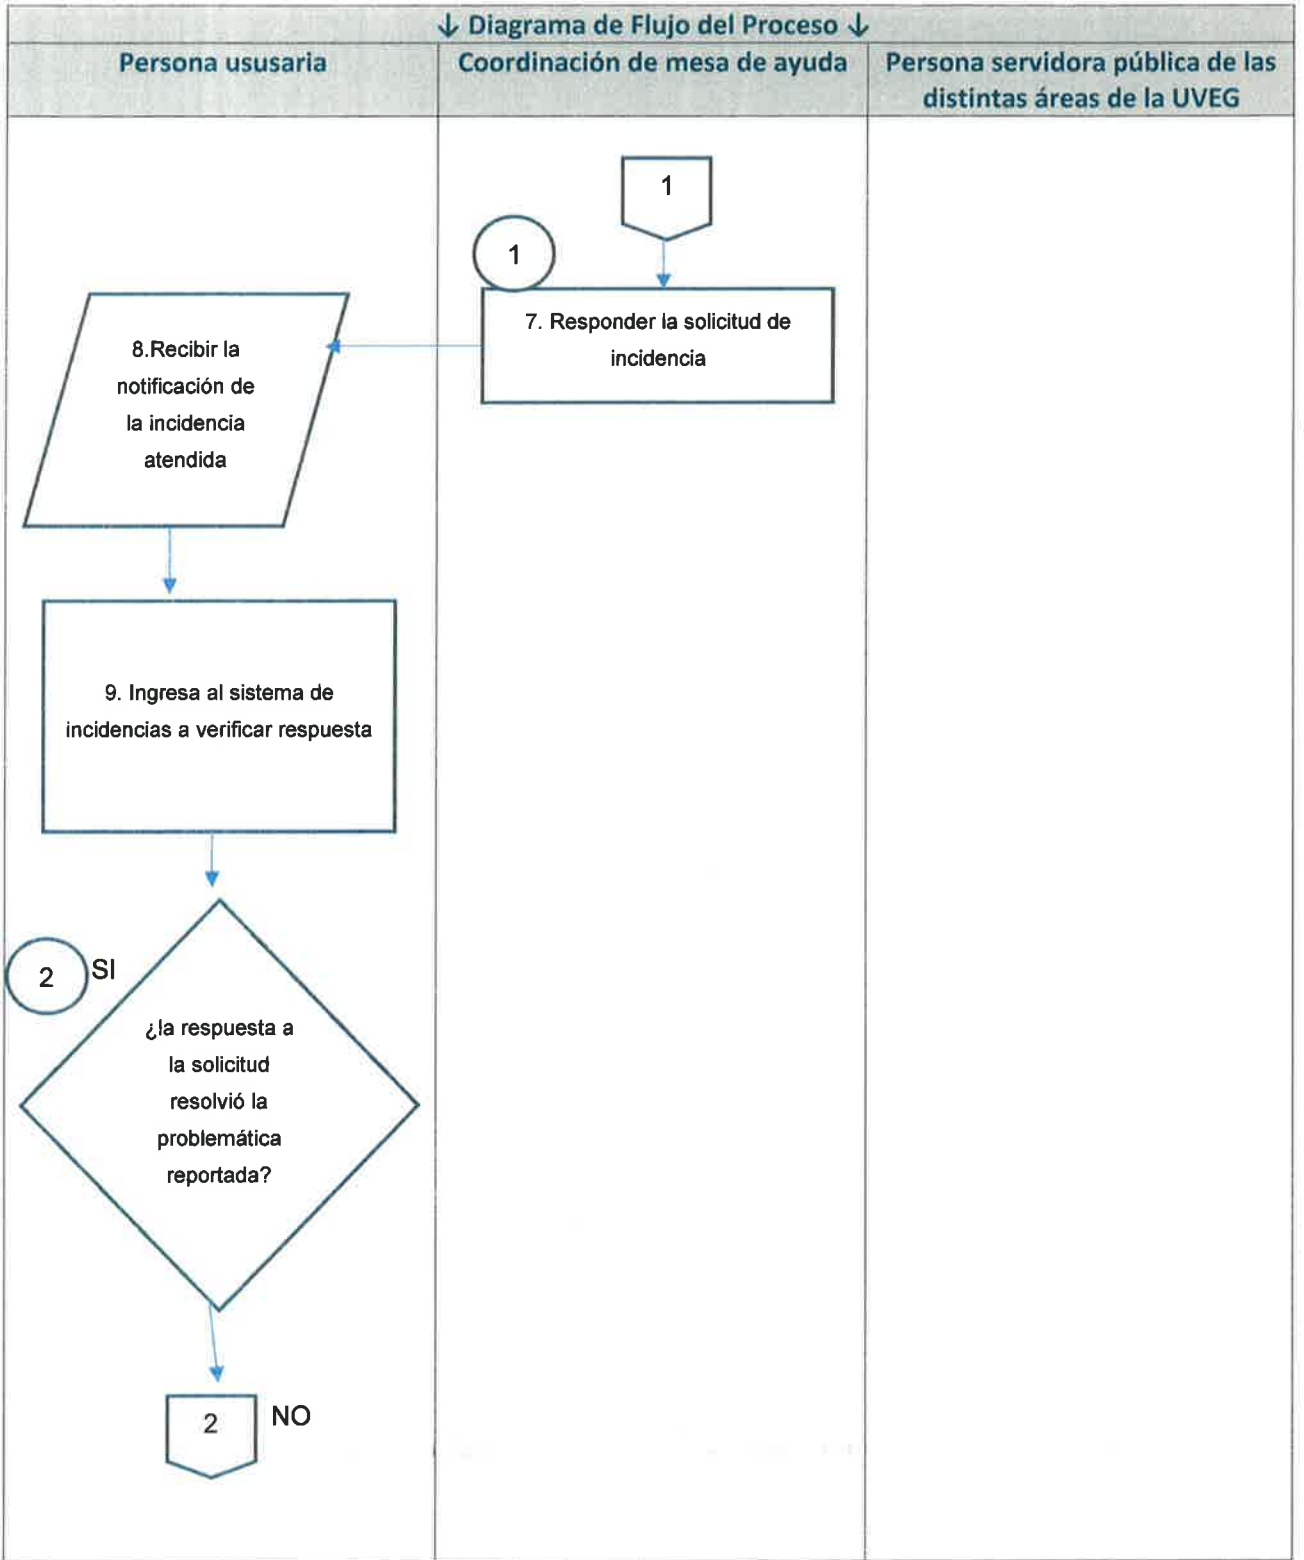 ↓ Diagrama de Flujo del Proceso ↓
Persona ususaria
Coordinación de mesa de ayuda
Persona servidora pública de las
distintas áreas de la UVEG
1
1
7. Responder la solicitud de
incidencia
8.Recibir la
notificación de
la incidencia
atendida
9. Ingresa al sistema de
incidencias a verificar respuesta
2
SI
¿la respuesta a
la solicitud
resolvió la
problemática
reportada?
2
NO